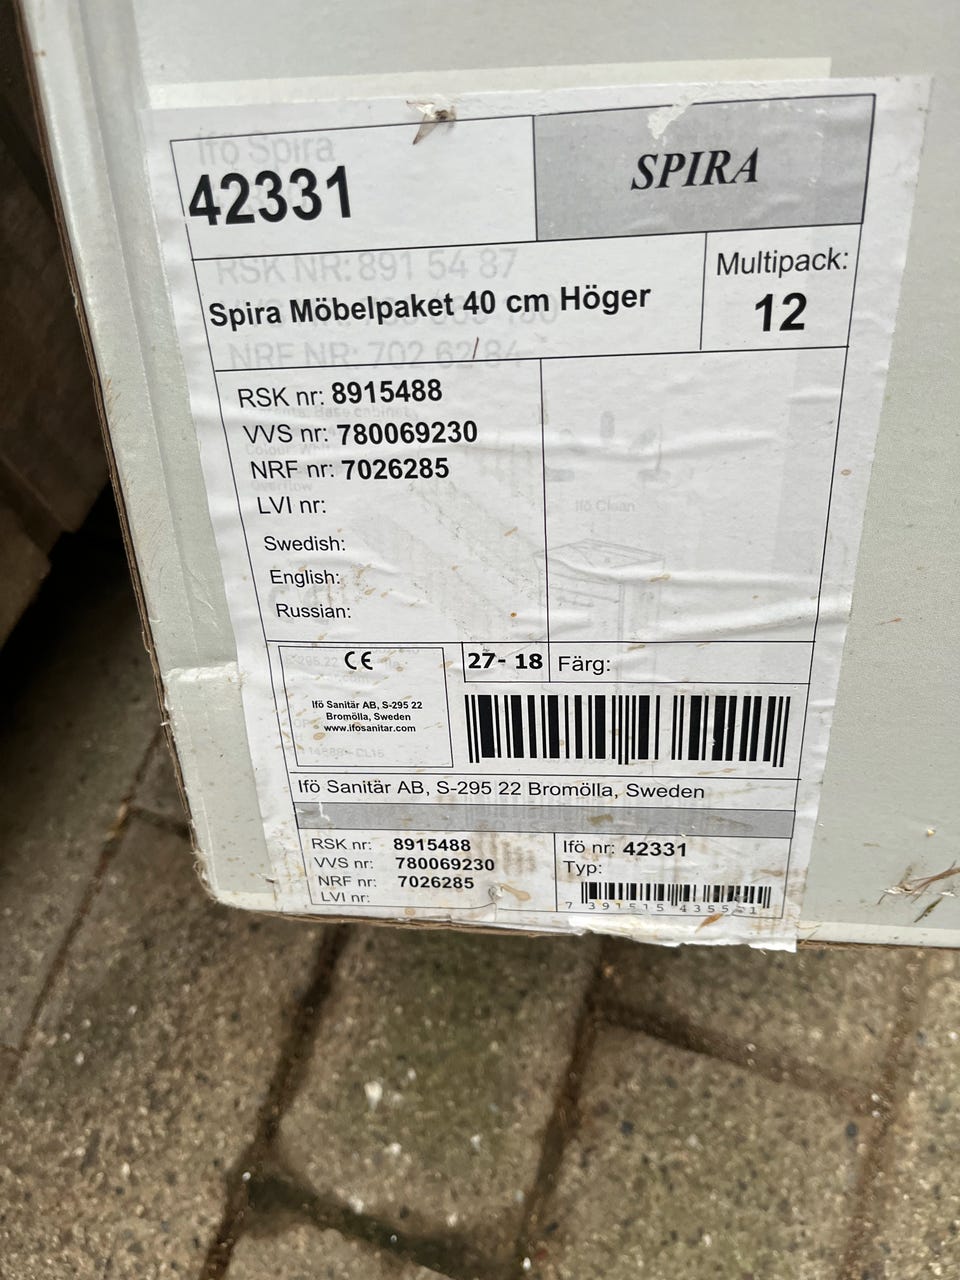 Ifö Spira
42331
SPIRA
RSK NR: 891 54 87
Spira Möbelpaket 40 cm Höger
Multipack:
12
NRF NR: 702 62 84
RSK nr: 8915488
VVS nr: 780069230
NRF nr: 7026285
LVI nr:
Ifö Clean
Swedish:
English:
Russian:
CE
27- 18
Färg:
Ifö Sanitär AB, S-295 22
Bromölla, Sweden
www.ifosanitar.com
Ifö Sanitär AB, S-295 22 Bromölla, Sweden
RSK nr: 8915488
VVS nr: 780069230
NRF nr: 7026285
LVI nr:
Ifö nr: 42331
Typ: